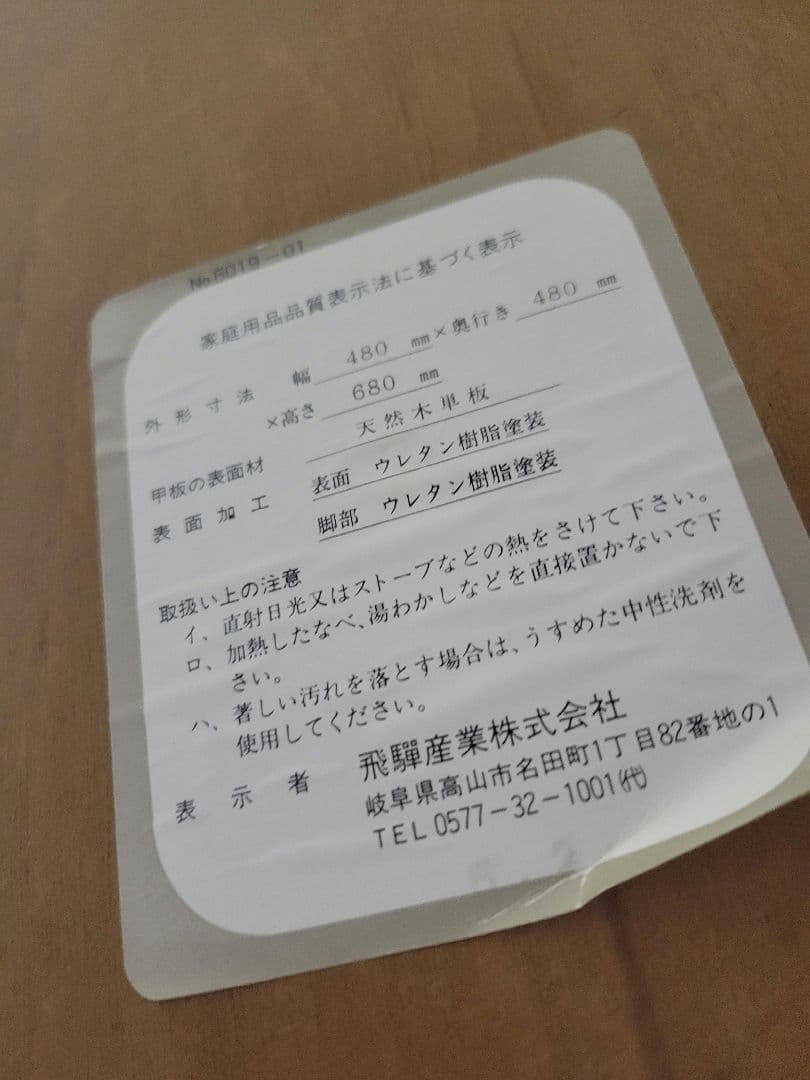 №6019-01
家庭用品品質表示法に基づく表示
外形寸法 幅 480 mm×奥行き 480 mm
×高さ 680 mm
甲板の表面材 天然木単板
表面加工 表面 ウレタン樹脂塗装
脚部 ウレタン樹脂塗装
取扱い上の注意
イ、直射日光又はストーブなどの熱をさけて下さい。
ロ、加熱したなべ、湯わかしなどを直接置かないで下
さい。
ハ、著しい汚れを落とす場合は、うすめた中性洗剤を
使用してください。
表示者 飛驒産業株式会社
岐阜県高山市名田町1丁目82番地の1
TEL 0577-32-1001㈹